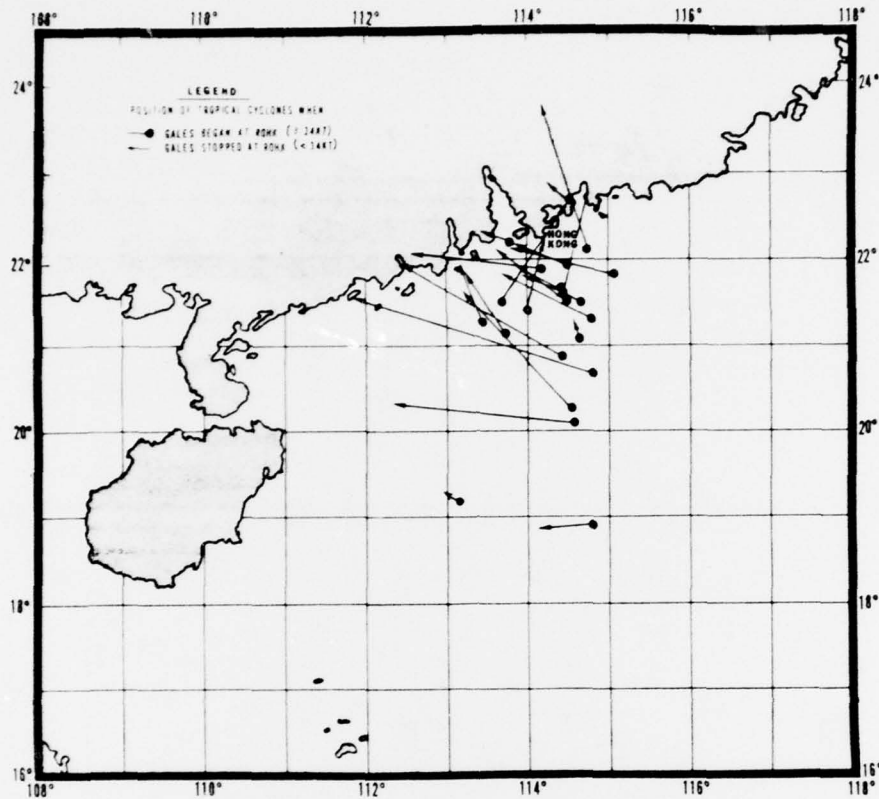 108° 110° 112° 114° 116° 118°
24° 24°
LEGEND
POSITION OF TROPICAL CYCLONES WHEN
GALES BEGAN AT ROHK (≥ 34KT)
GALES STOPPED AT ROHK (< 34KT)
HONG
KONG
22° 22°
20° 20°
18° 18°
16° 16°
108° 110° 112° 114° 116° 118°